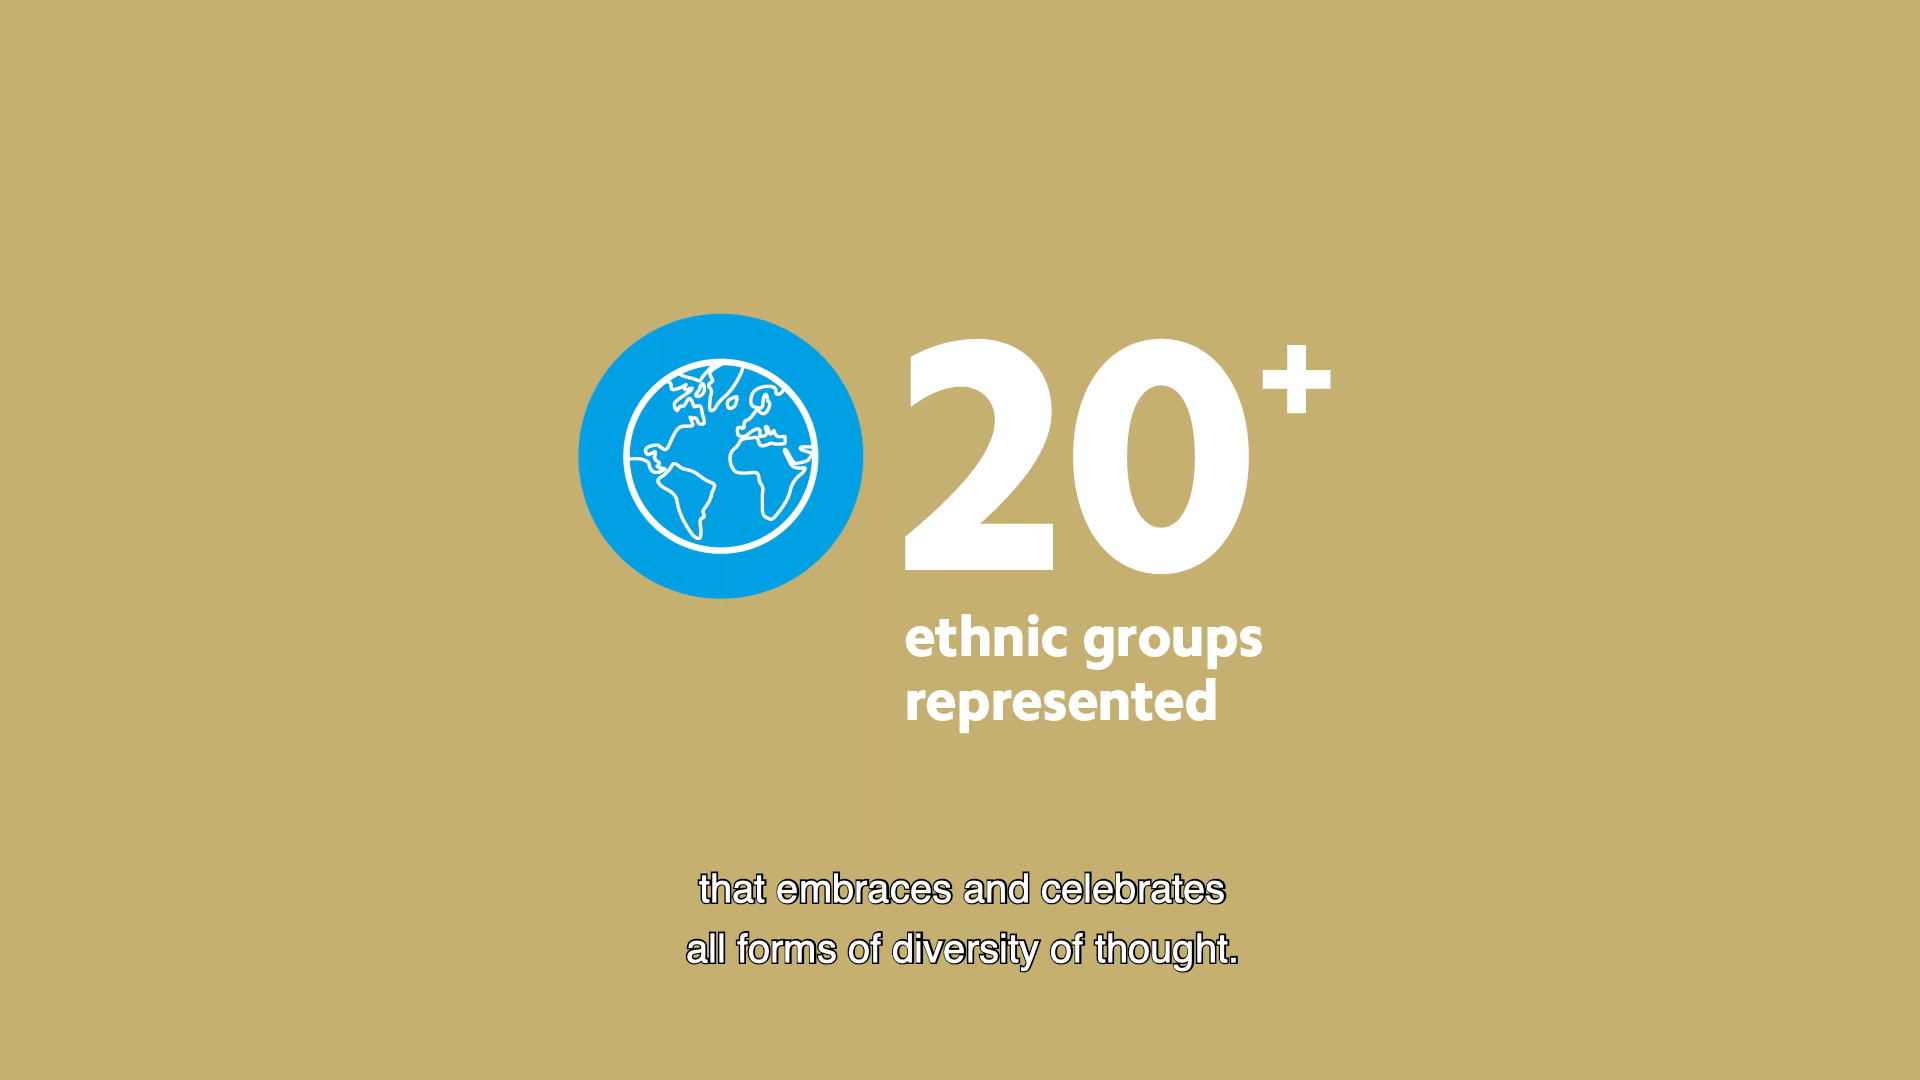 20+
ethnic groups
represented
that embraces and celebrates
all forms of diversity of thought.